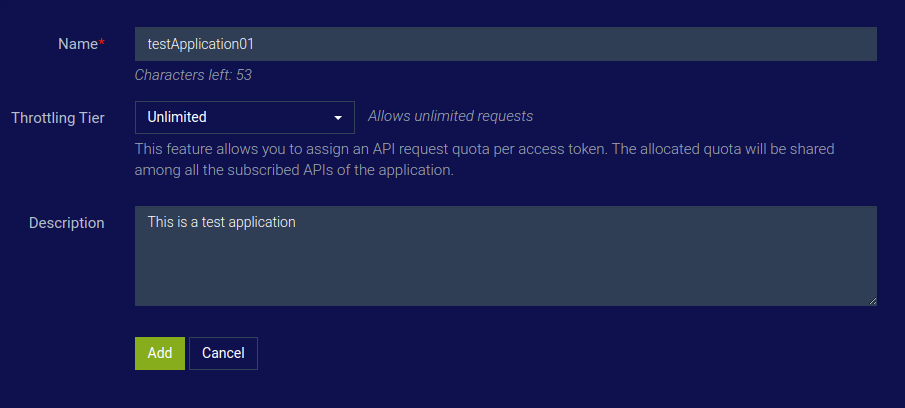 Name*
testApplication01
Characters left: 53
Throttling Tier
Unlimited
Allows unlimited requests
This feature allows you to assign an API request quota per access token. The allocated quota will be shared
among all the subscribed APIs of the application.
Description
This is a test application
Add
Cancel